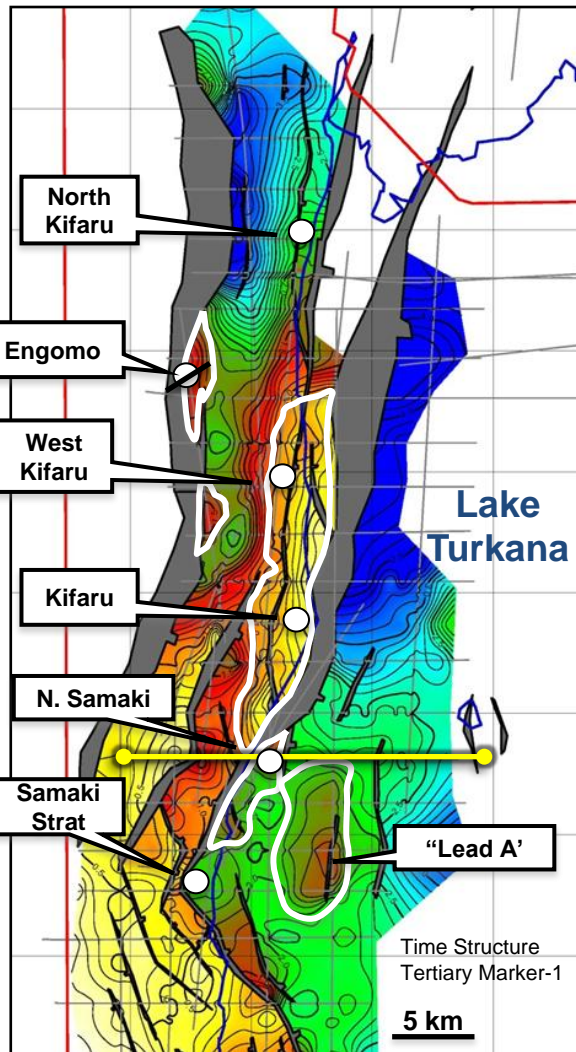 North
Kifaru
Engomo
West
Kifaru
Lake
Turkana
Kifaru
N. Samaki
Samaki
Strat
“Lead A’
Time Structure
Tertiary Marker-1
5 km